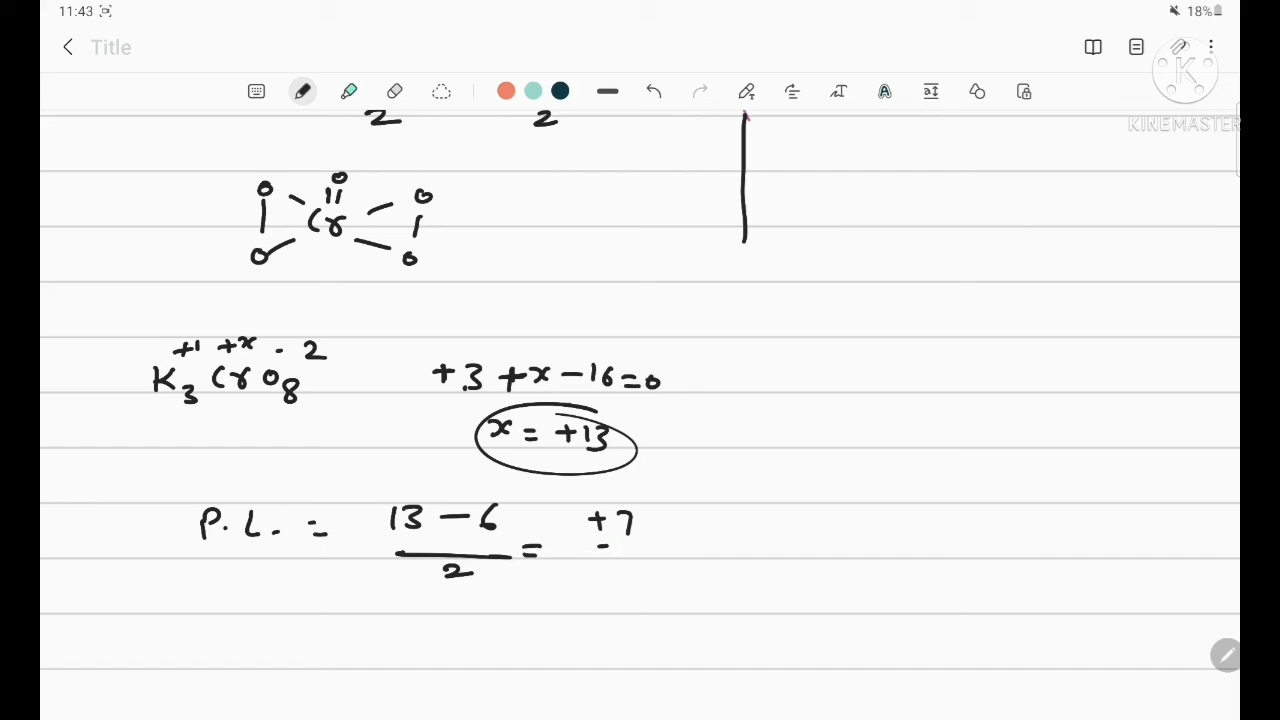 11:43 18%
Title
KINEMASTER
2 2
O O O
Cr
O O
+1 +x -2
K3CrO8 +3 +x -16 = 0
x = +13
P.L. = 13 - 6 / 2 = +7